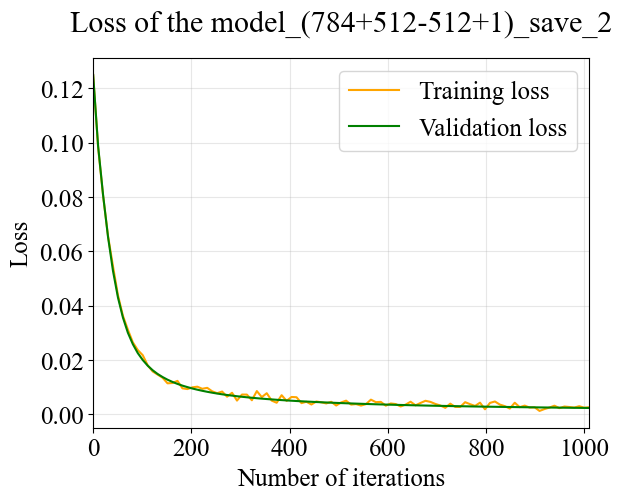 Loss of the model_(784+512-512+1)_save_2
Training loss
Validation loss
Loss
0.12
0.10
0.08
0.06
0.04
0.02
0.00
0 200 400 600 800 1000
Number of iterations